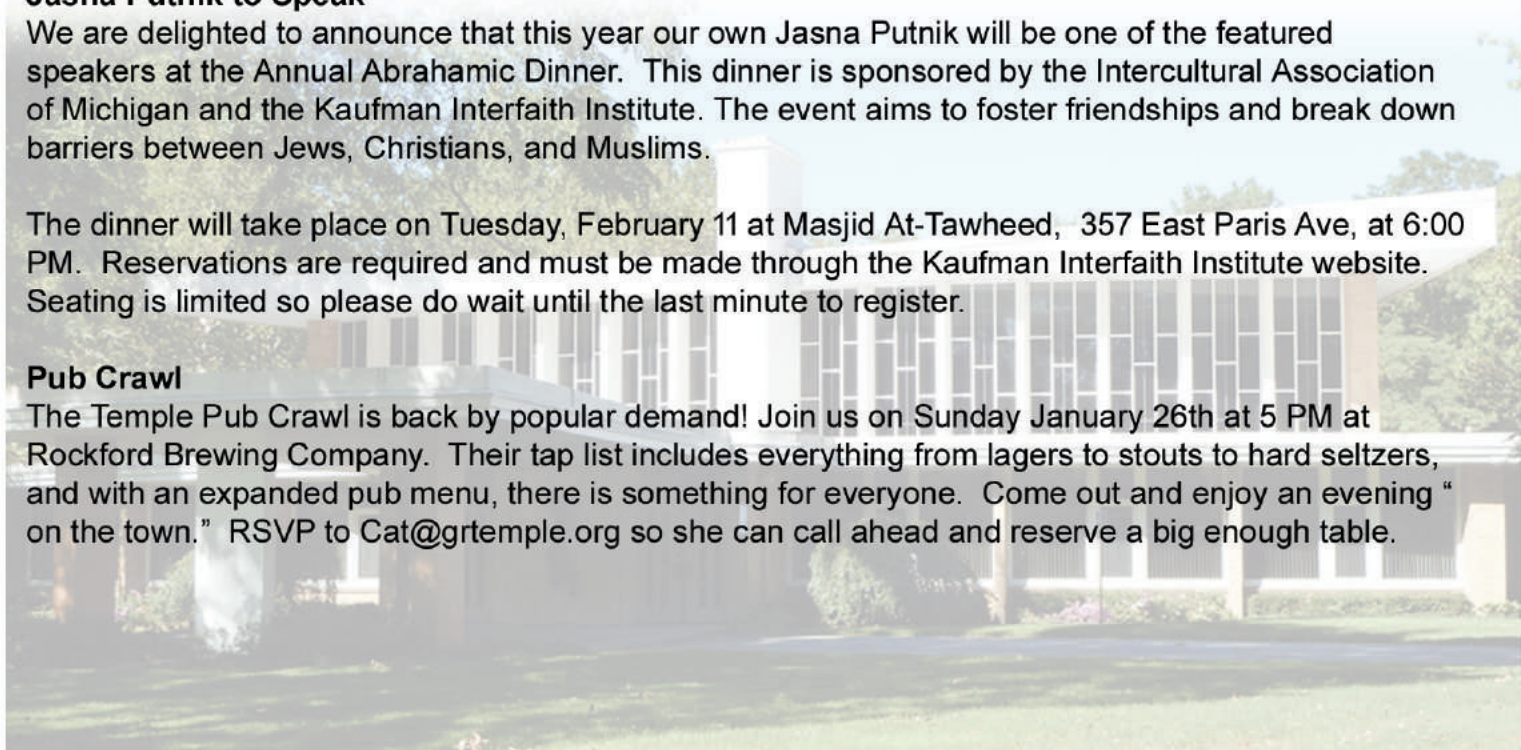 Jasna Putnik to Speak
We are delighted to announce that this year our own Jasna Putnik will be one of the featured
speakers at the Annual Abrahamic Dinner.  This dinner is sponsored by the Intercultural Association
of Michigan and the Kaufman Interfaith Institute. The event aims to foster friendships and break down
barriers between Jews, Christians, and Muslims.
The dinner will take place on Tuesday, February 11 at Masjid At-Tawheed,  357 East Paris Ave, at 6:00
PM.  Reservations are required and must be made through the Kaufman Interfaith Institute website.
Seating is limited so please do wait until the last minute to register.
Pub Crawl
The Temple Pub Crawl is back by popular demand! Join us on Sunday January 26th at 5 PM at
Rockford Brewing Company.  Their tap list includes everything from lagers to stouts to hard seltzers,
and with an expanded pub menu, there is something for everyone.  Come out and enjoy an evening “
on the town.”  RSVP to Cat@grtemple.org so she can call ahead and reserve a big enough table.